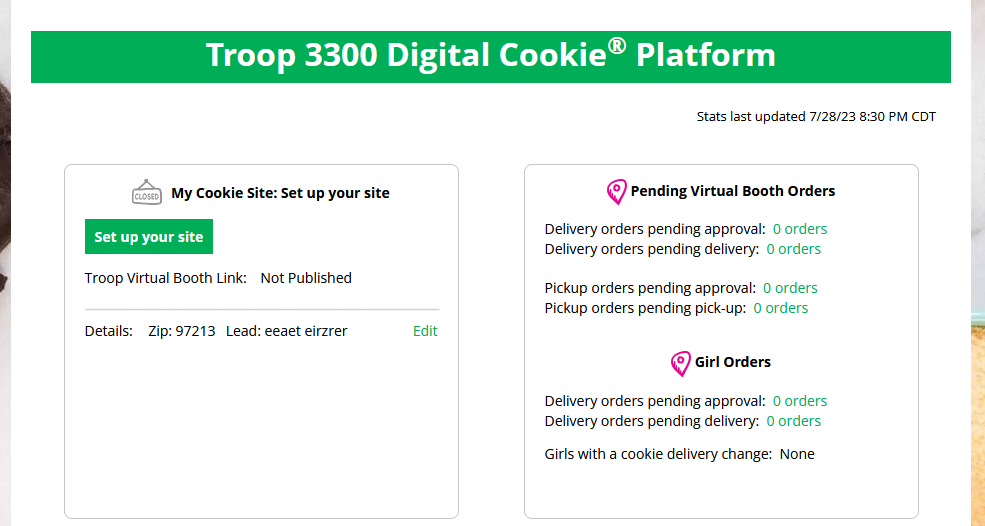 Troop 3300 Digital Cookie® Platform
Stats last updated 7/28/23 8:30 PM CDT
CLOSED My Cookie Site: Set up your site
Set up your site
Troop Virtual Booth Link: Not Published
Details: Zip: 97213 Lead: eeaet eirzrer Edit
Pending Virtual Booth Orders
Delivery orders pending approval: 0 orders
Delivery orders pending delivery: 0 orders
Pickup orders pending approval: 0 orders
Pickup orders pending pick-up: 0 orders
Girl Orders
Delivery orders pending approval: 0 orders
Delivery orders pending delivery: 0 orders
Girls with a cookie delivery change: None